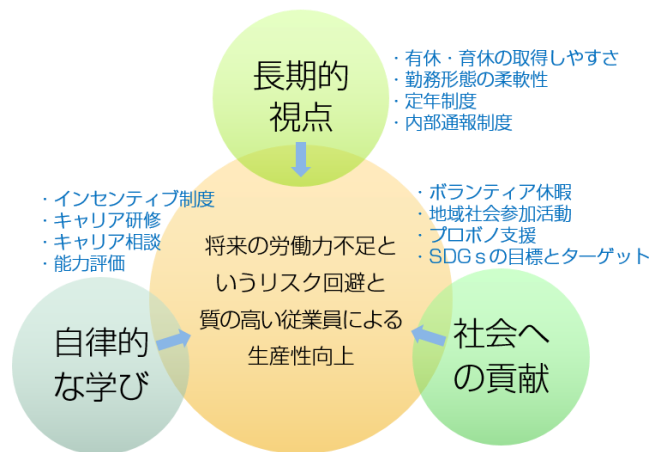 長期的
視点
・有休・育休の取得しやすさ
・勤務形態の柔軟性
・定年制度
・内部通報制度
・インセンティブ制度
・キャリア研修
・キャリア相談
・能力評価
・ボランティア休暇
・地域社会参加活動
・プロボノ支援
・SDGsの目標とターゲット
将来の労働力不足と
いうリスク回避と
質の高い従業員による
生産性向上
自律的
な学び
社会へ
の貢献